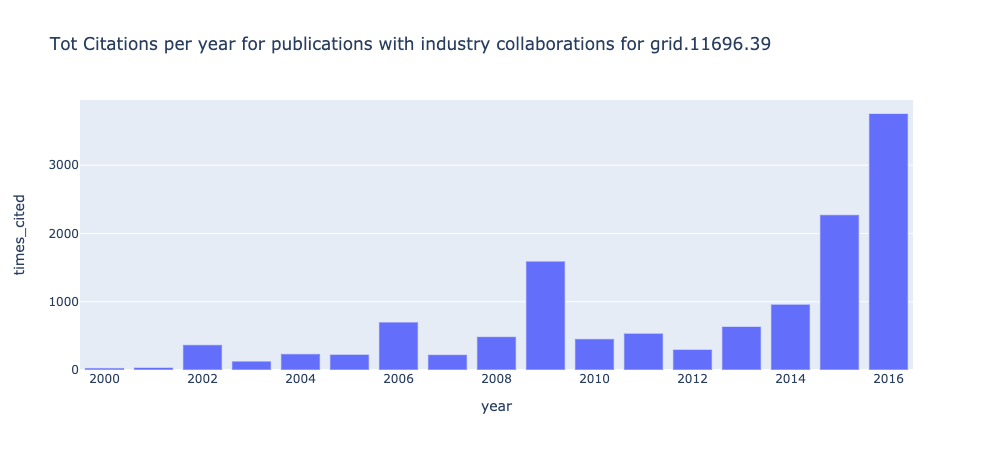 Tot Citations per year for publications with industry collaborations for grid.11696.39
times_cited
3000
2000
1000
0
2000 2002 2004 2006 2008 2010 2012 2014 2016
year